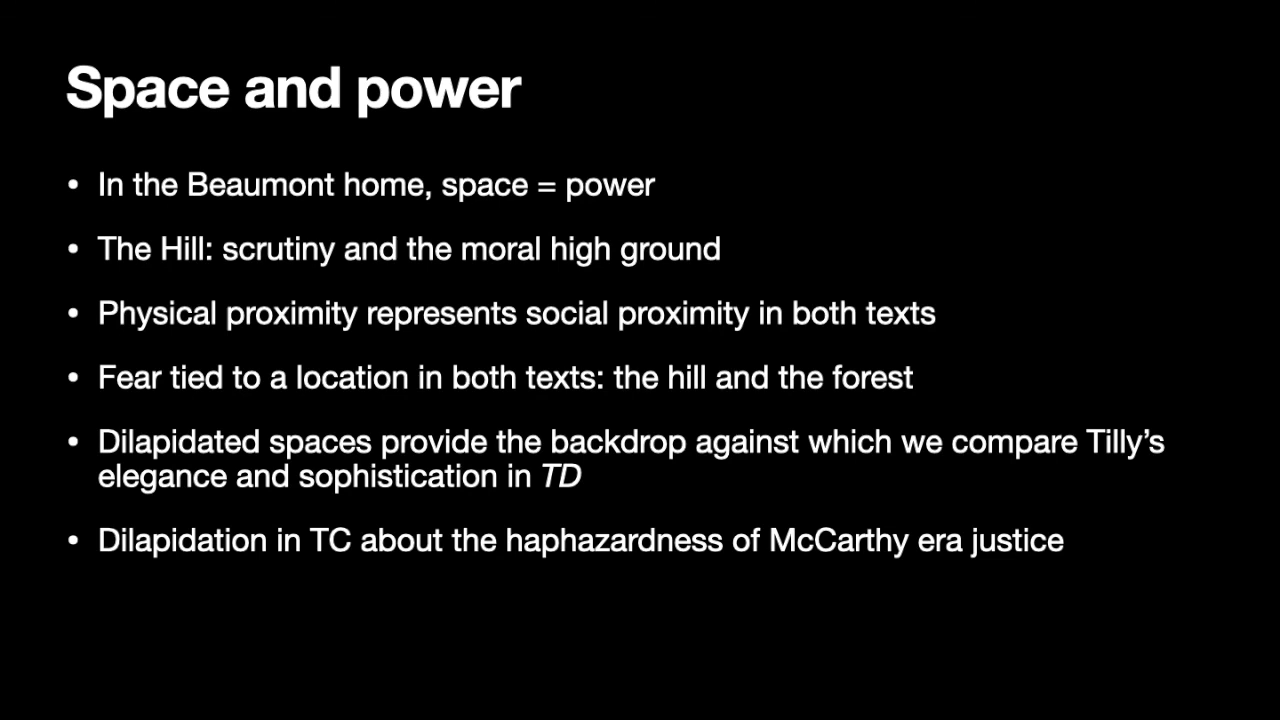 Space and power
• In the Beaumont home, space = power
• The Hill: scrutiny and the moral high ground
• Physical proximity represents social proximity in both texts
• Fear tied to a location in both texts: the hill and the forest
• Dilapidated spaces provide the backdrop against which we compare Tilly’s
elegance and sophistication in TD
• Dilapidation in TC about the haphazardness of McCarthy era justice